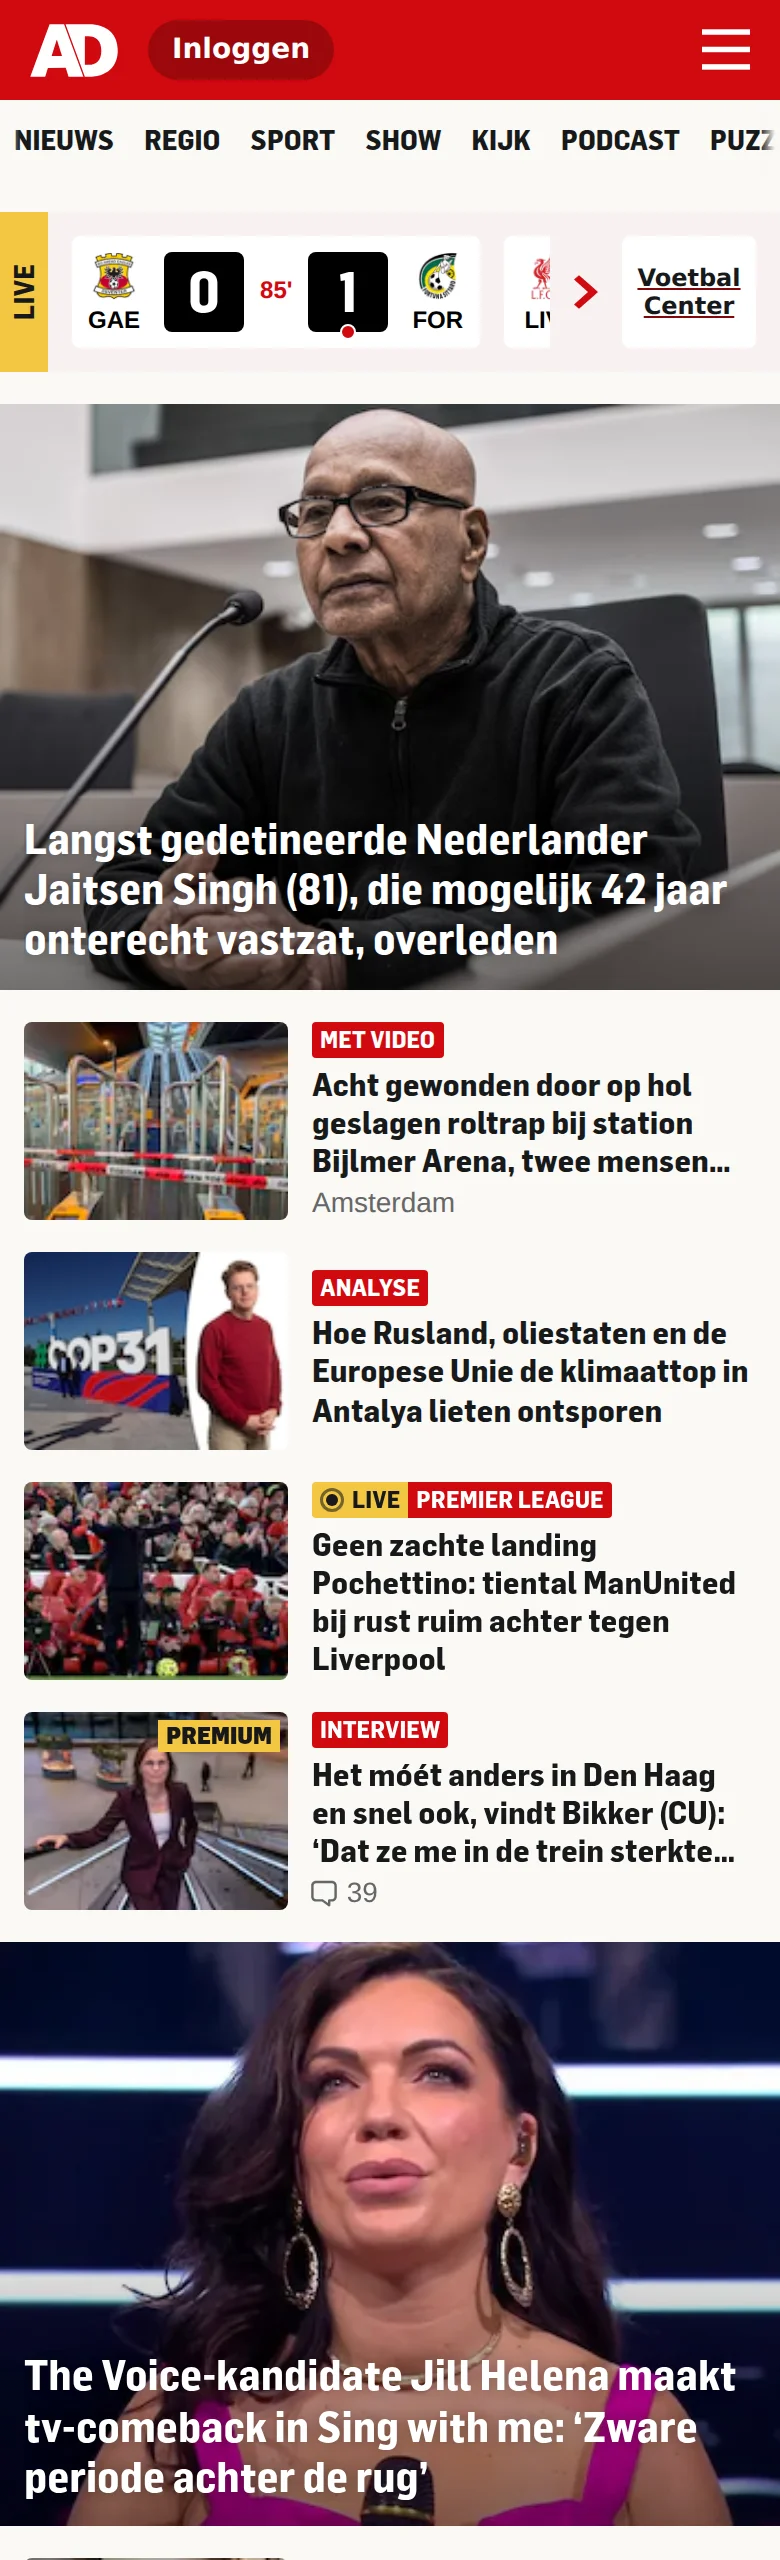 AD
Inloggen
NIEUWS REGIO SPORT SHOW KIJK PODCAST PUZZ
LIVE
GAE
0
85'
1
FOR
LIV
Voetbal
Center
Langst gedetineerde Nederlander
Jaitsen Singh (81), die mogelijk 42 jaar
onterecht vastzat, overleden
MET VIDEO
Acht gewonden door op hol
geslagen roltrap bij station
Bijlmer Arena, twee mensen...
Amsterdam
COP31
ANALYSE
Hoe Rusland, oliestaten en de
Europese Unie de klimaattop in
Antalya lieten ontsporen
LIVE PREMIER LEAGUE
Geen zachte landing
Pochettino: tiental ManUnited
bij rust ruim achter tegen
Liverpool
PREMIUM
INTERVIEW
Het móét anders in Den Haag
en snel ook, vindt Bikker (CU):
‘Dat ze me in de trein sterkte...
39
The Voice-kandidate Jill Helena maakt
tv-comeback in Sing with me: ‘Zware
periode achter de rug’